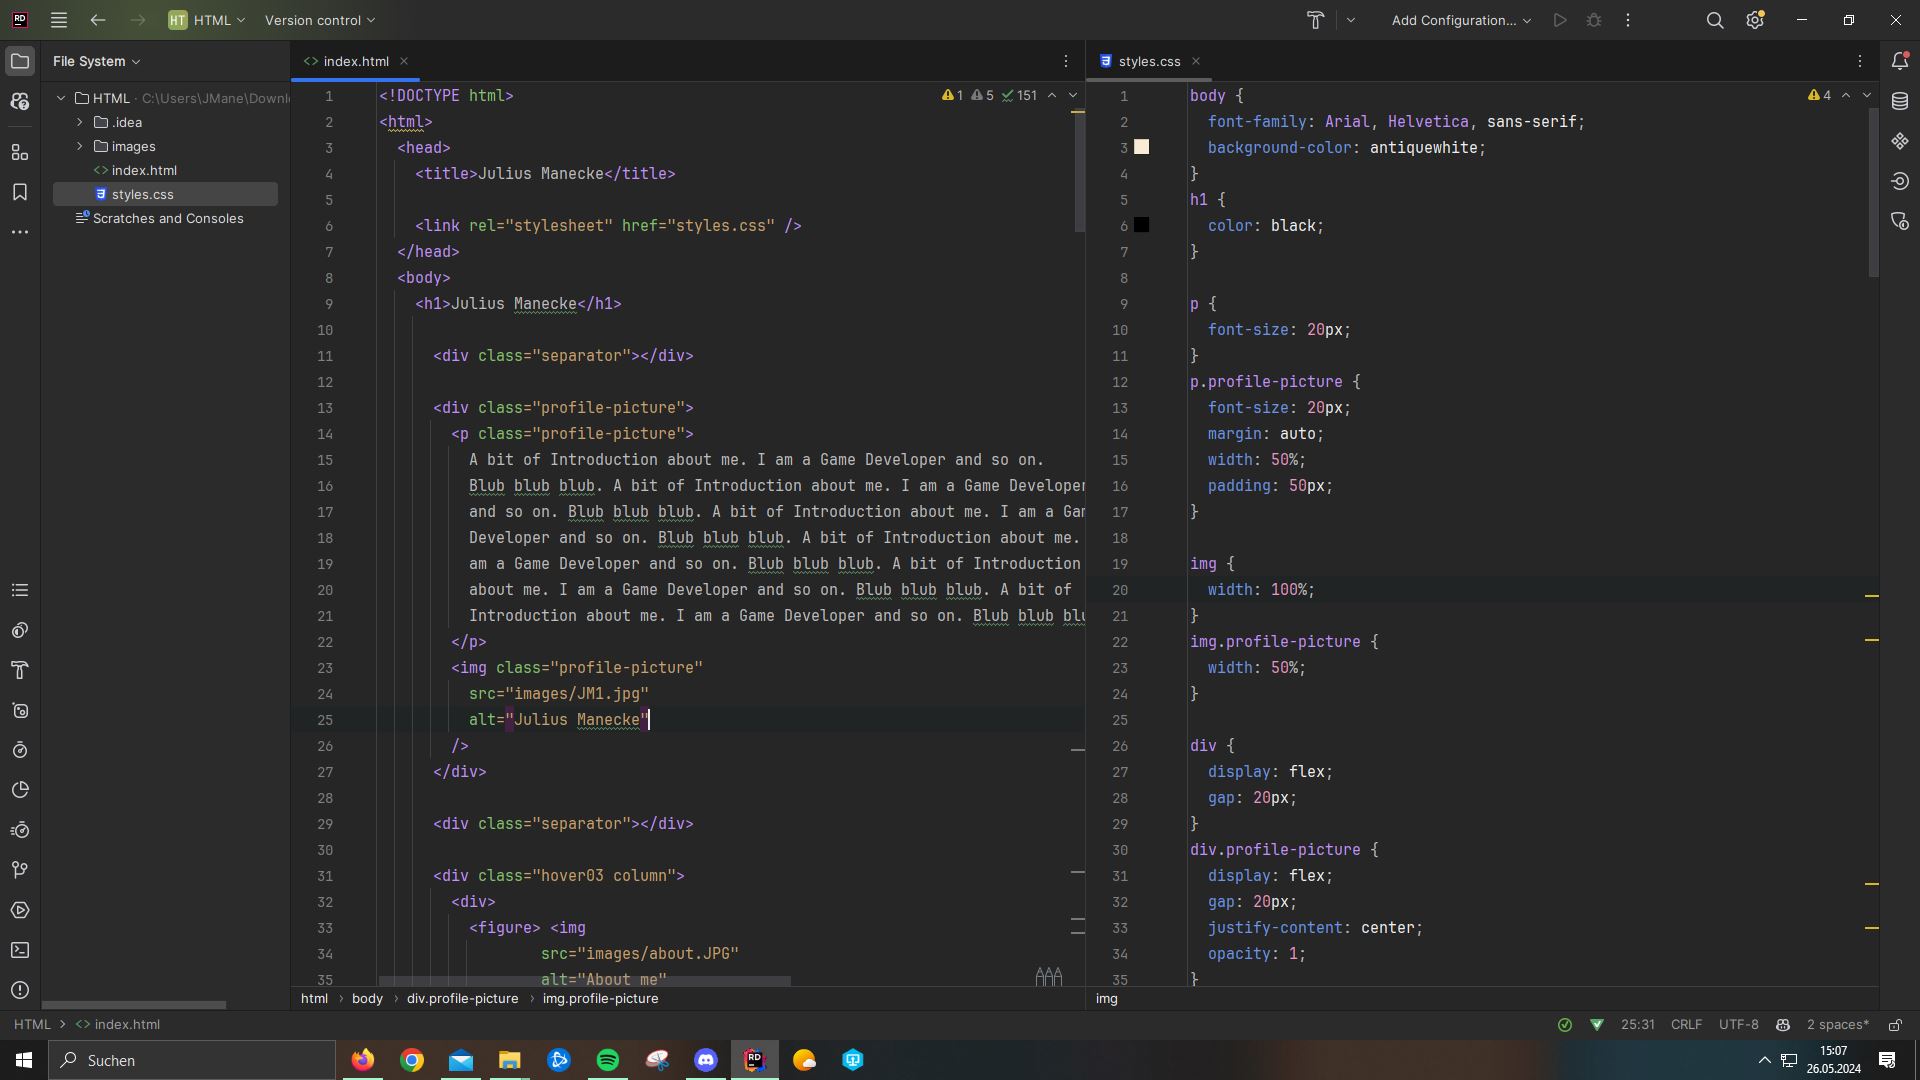 RD
HT HTML
Version control
Add Configuration...
File System
index.html
styles.css
HTML C:\Users\JMane\Downl
.idea
images
index.html
styles.css
Scratches and Consoles
1 5 151
1 <!DOCTYPE html>
2 <html>
3 <head>
4 <title>Julius Manecke</title>
5
6 <link rel="stylesheet" href="styles.css" />
7 </head>
8 <body>
9 <h1>Julius Manecke</h1>
10
11 <div class="separator"></div>
12
13 <div class="profile-picture">
14 <p class="profile-picture">
15 A bit of Introduction about me. I am a Game Developer and so on.
16 Blub blub blub. A bit of Introduction about me. I am a Game Developer
17 and so on. Blub blub blub. A bit of Introduction about me. I am a Gam
18 Developer and so on. Blub blub blub. A bit of Introduction about me.
19 am a Game Developer and so on. Blub blub blub. A bit of Introduction
20 about me. I am a Game Developer and so on. Blub blub blub. A bit of
21 Introduction about me. I am a Game Developer and so on. Blub blub blu
22 </p>
23 <img class="profile-picture"
24 src="images/JM1.jpg"
25 alt="Julius Manecke"
26 />
27 </div>
28
29 <div class="separator"></div>
30
31 <div class="hover03 column">
32 <div>
33 <figure> <img
34 src="images/about.JPG"
35 alt="About me"
html > body > div.profile-picture > img.profile-picture
4
1 body {
2 font-family: Arial, Helvetica, sans-serif;
3 background-color: antiquewhite;
4 }
5 h1 {
6 color: black;
7 }
8
9 p {
10 font-size: 20px;
11 }
12 p.profile-picture {
13 font-size: 20px;
14 margin: auto;
15 width: 50%;
16 padding: 50px;
17 }
18
19 img {
20 width: 100%;
21 }
22 img.profile-picture {
23 width: 50%;
24 }
25
26 div {
27 display: flex;
28 gap: 20px;
29 }
30 div.profile-picture {
31 display: flex;
32 gap: 20px;
33 justify-content: center;
34 opacity: 1;
35 }
img
HTML > index.html
25:31 CRLF UTF-8 2 spaces*
Suchen
RD
15:07
26.05.2024